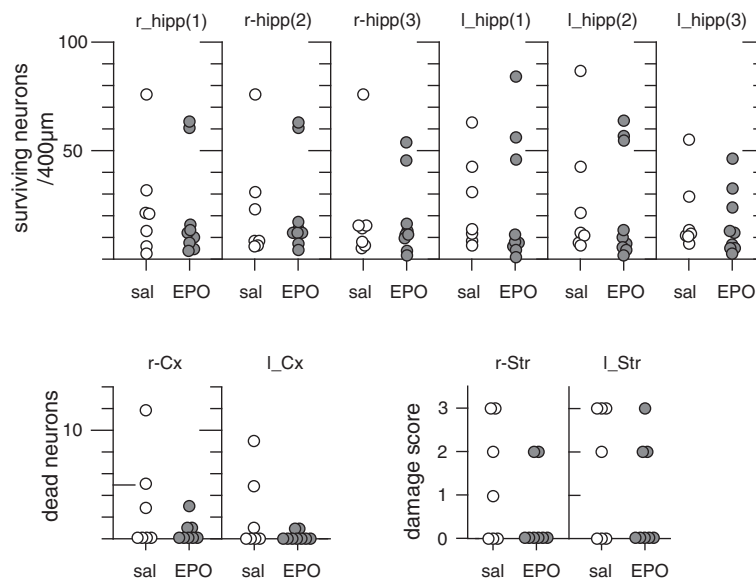 r_hipp(1) r-hipp(2) r-hipp(3) l_hipp(1) l_hipp(2) l_hipp(3)
100
50
surviving neurons
/400μm
sal EPO sal EPO sal EPO sal EPO sal EPO sal EPO
r-Cx l_Cx r-Str l_Str
10
dead neurons
3
2
1
0
damage score
sal EPO sal EPO sal EPO sal EPO